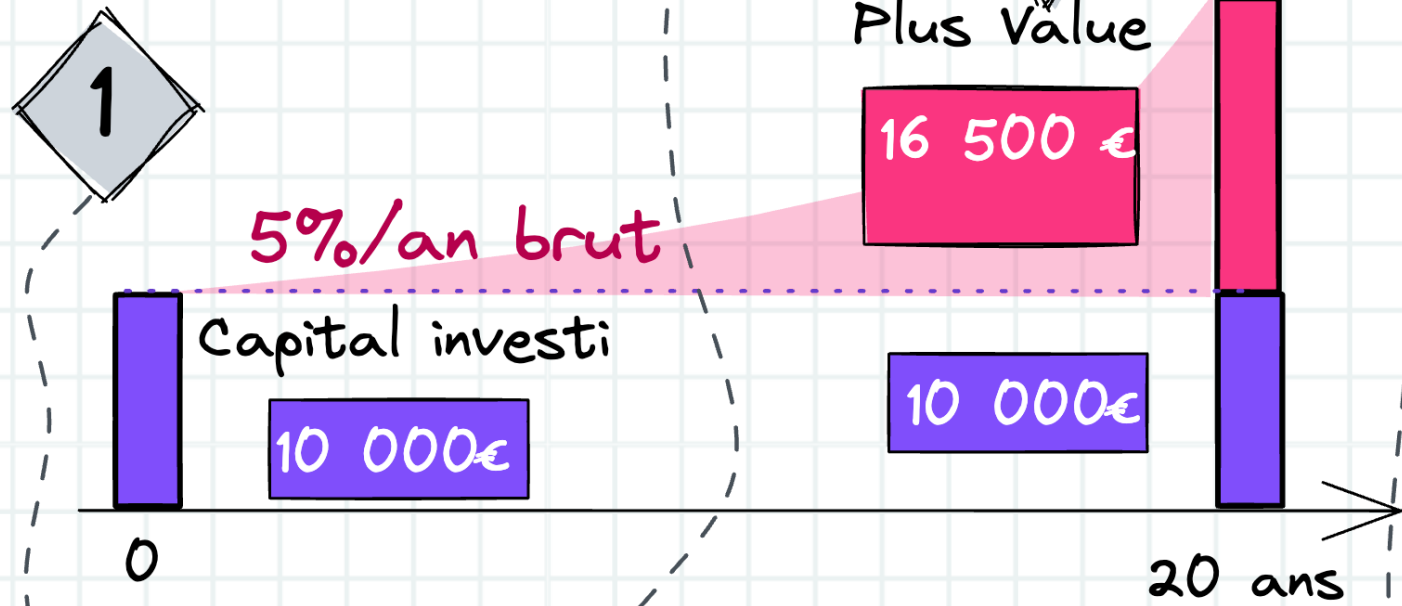 1
Plus Value
16 500 €
5%/an brut
Capital investi
10 000€
10 000€
0
20 ans